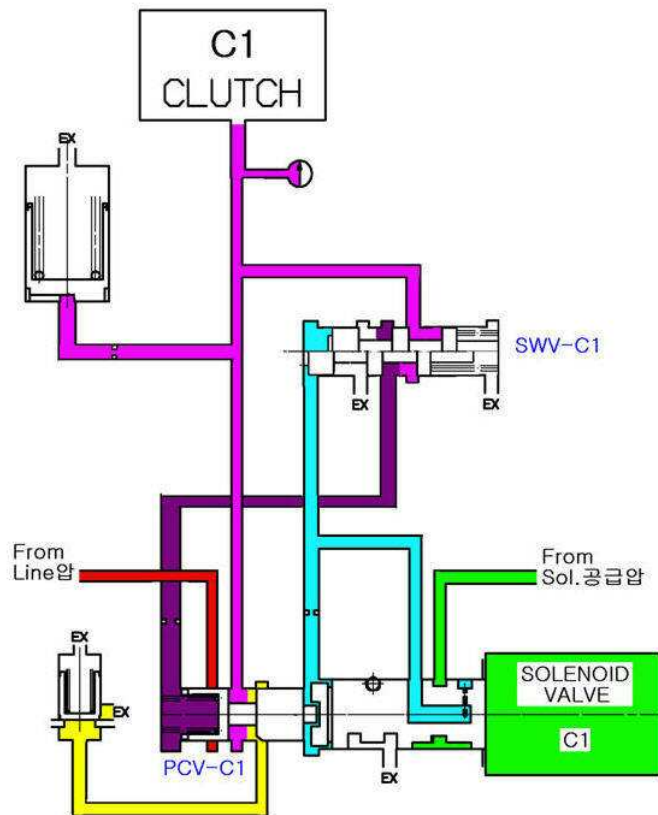 C1
CLUTCH
EX
SWV-C1
EX
EX
From
Line압
From
Sol.공급압
EX
EX
SOLENOID
VALVE
C1
PCV-C1
EX